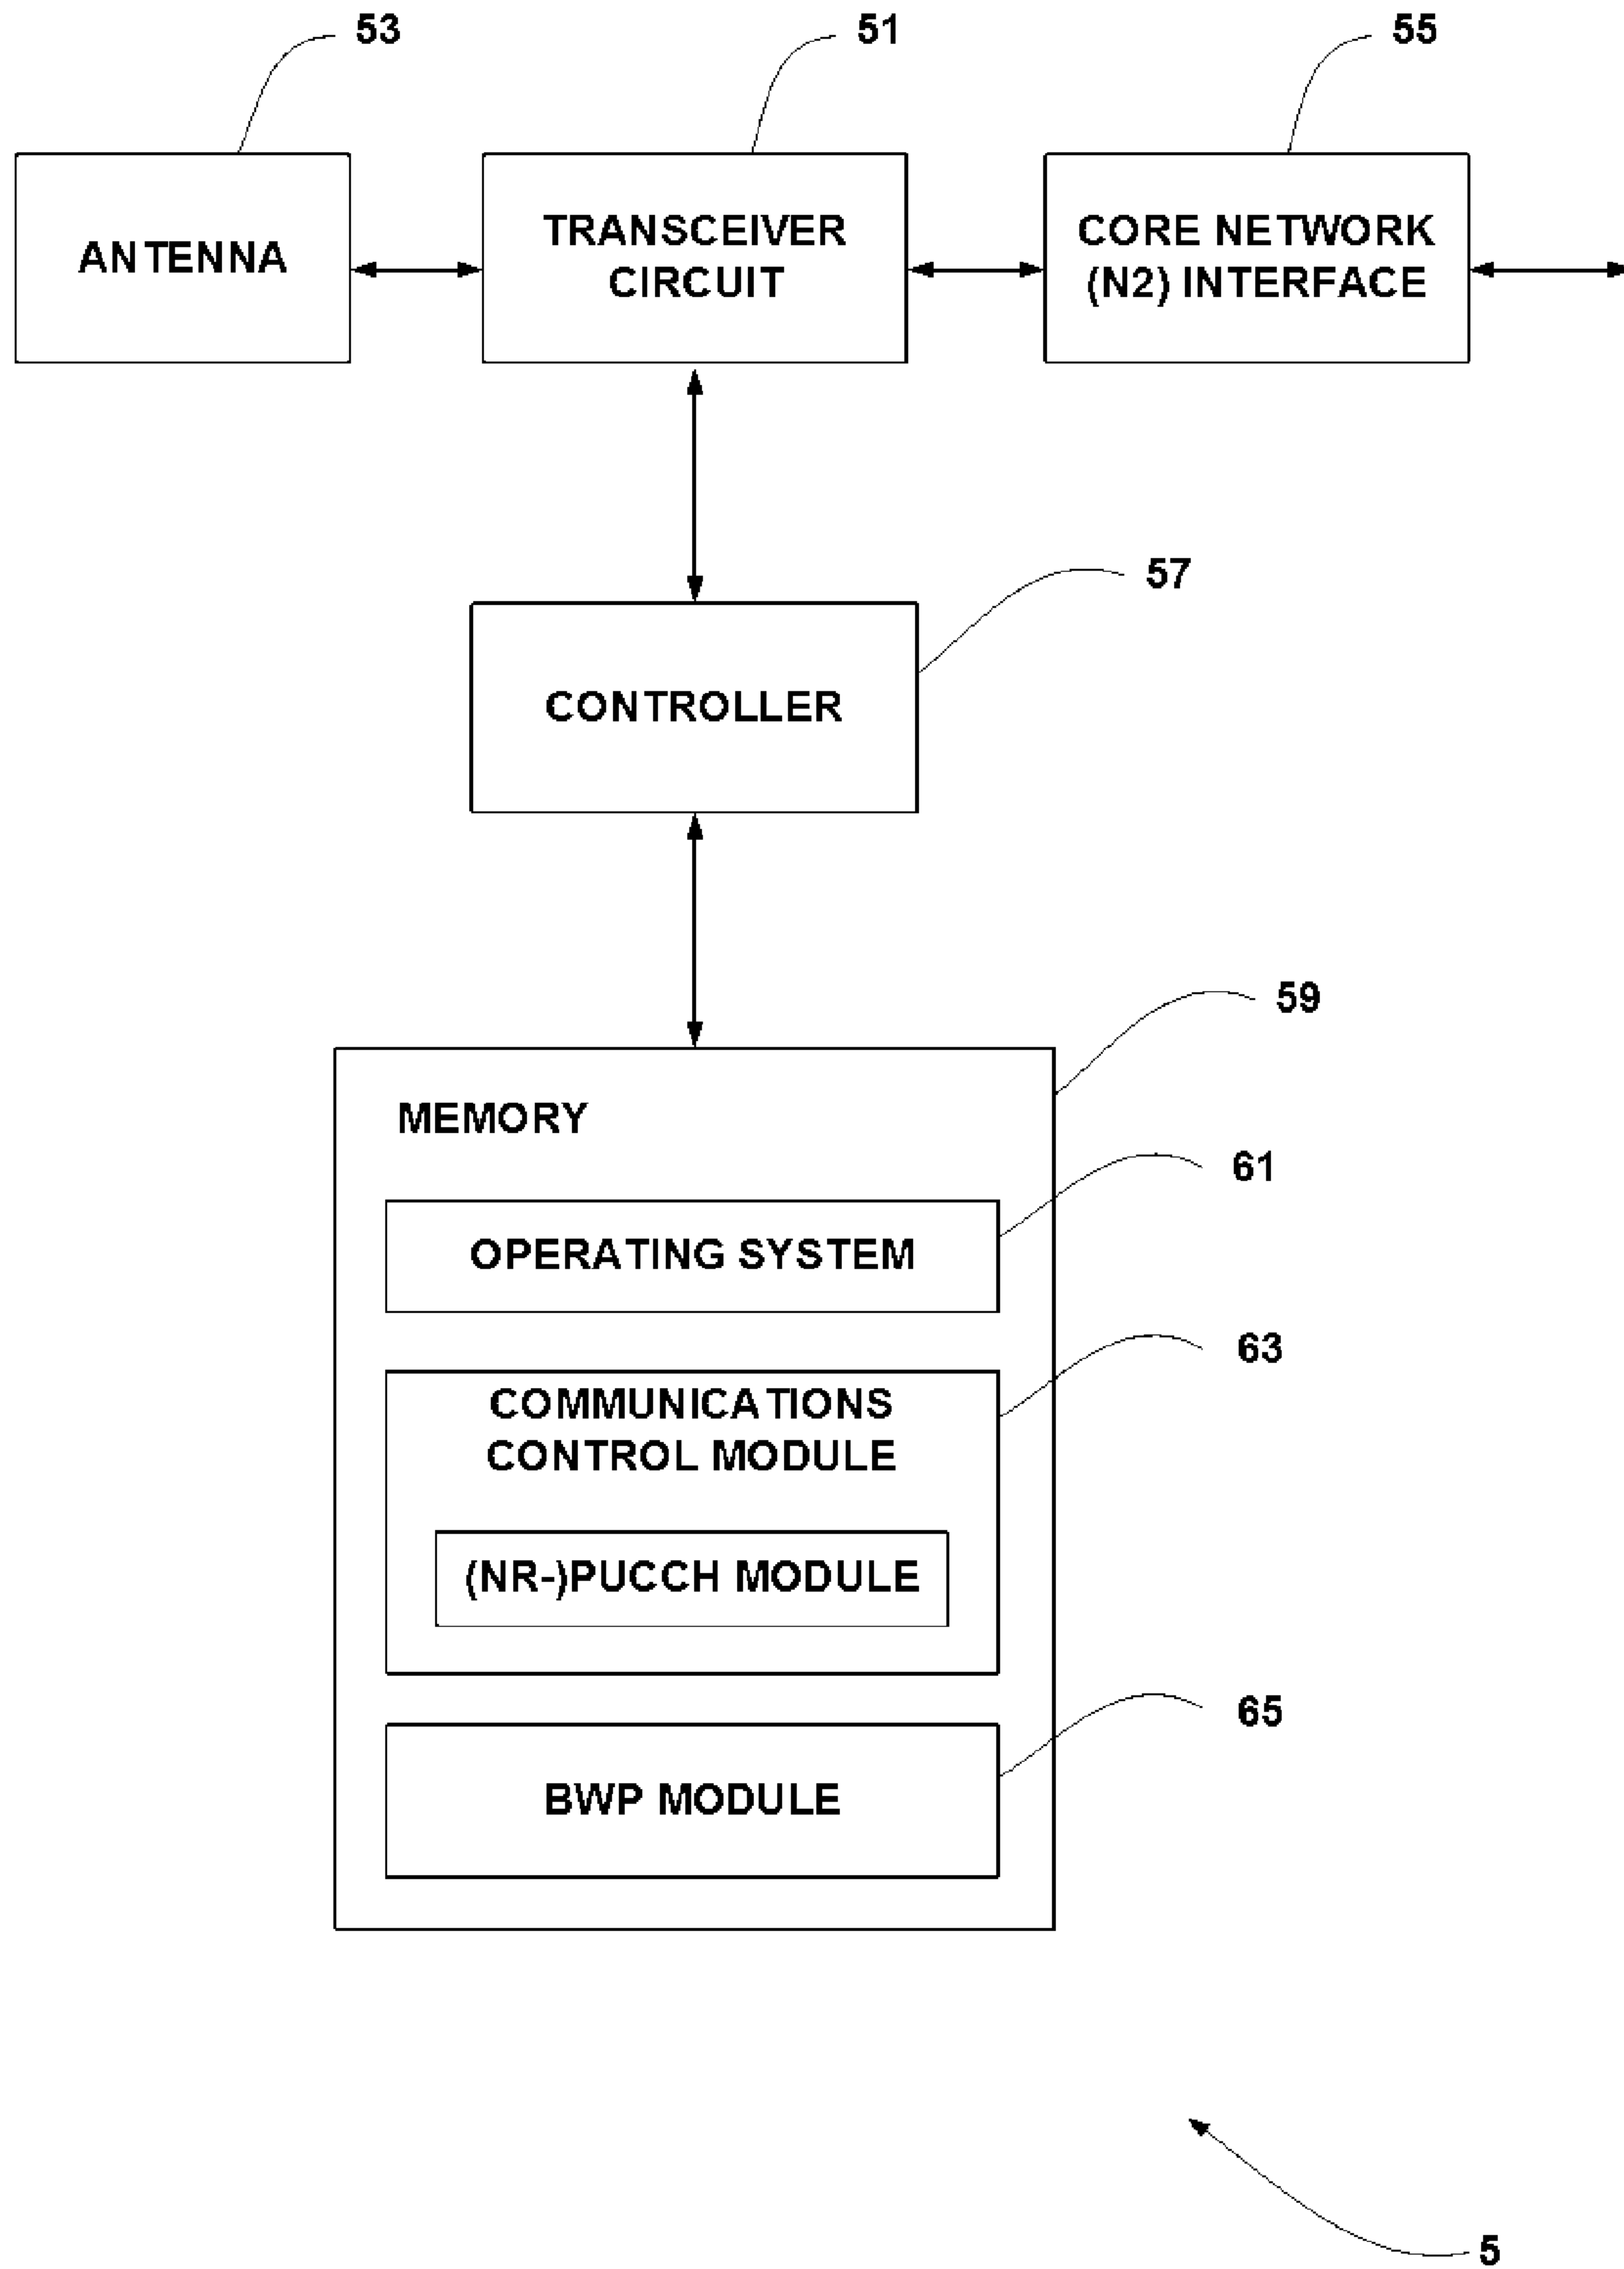 53
51
55
ANTENNA
TRANSCEIVER
CIRCUIT
CORE NETWORK
(N2) INTERFACE
57
CONTROLLER
59
MEMORY
61
OPERATING SYSTEM
63
COMMUNICATIONS
CONTROL MODULE
(NR-)PUCCH MODULE
65
BWP MODULE
5